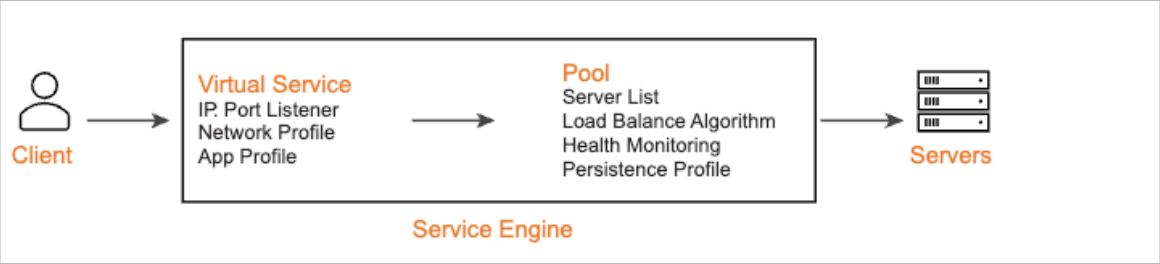 Client
Virtual Service
IP. Port Listener
Network Profile
App Profile
Pool
Server List
Load Balance Algorithm
Health Monitoring
Persistence Profile
Servers
Service Engine